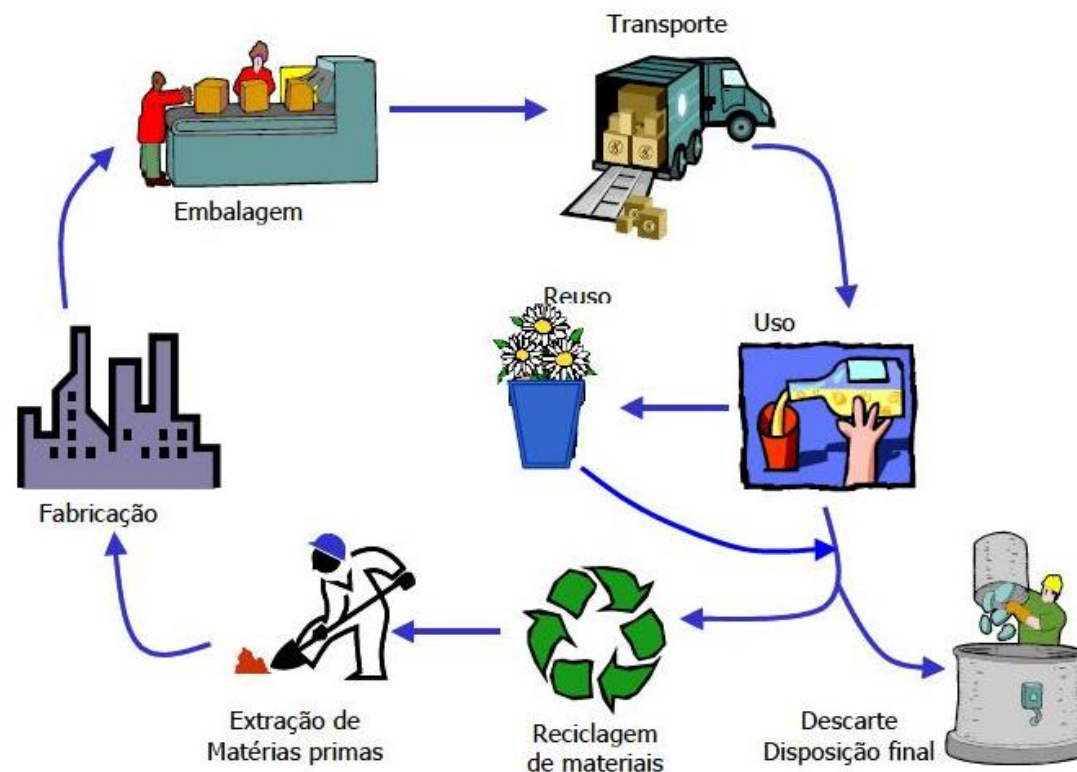 Transporte
Embalagem
Reuso
Uso
Fabricação
Extração de
Matérias primas
Reciclagem
de materiais
Descarte
Disposição final